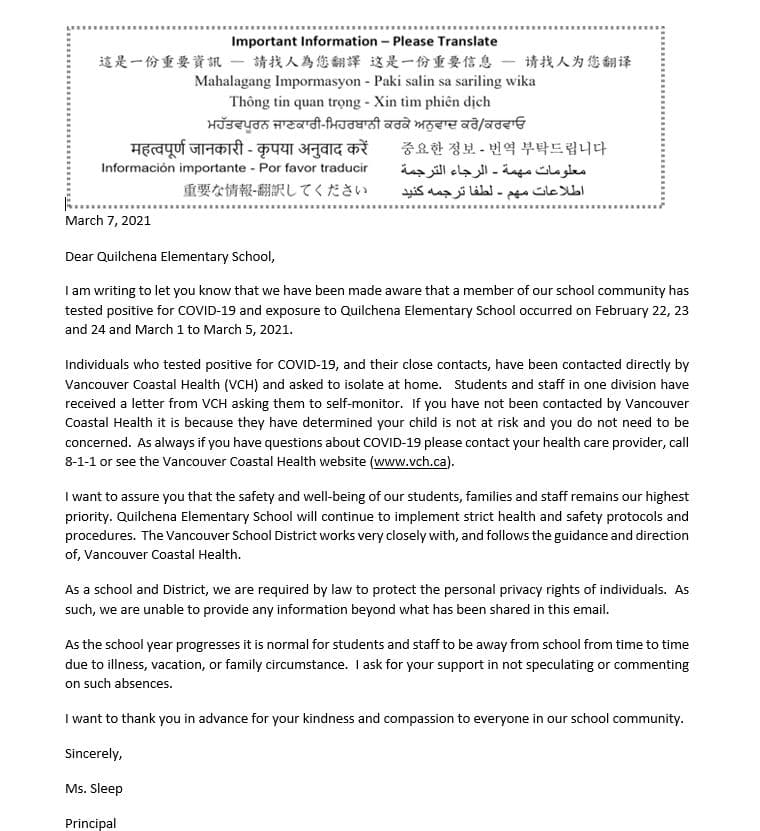 Important Information – Please Translate
這是一份重要資訊 — 請找人為您翻譯 这是一份重要信息 — 请找人为您翻译
Mahalagang Impormasyon - Paki salin sa sariling wika
Thông tin quan trọng - Xin tìm phiên dịch
ਮਹੱਤਵਪੂਰਨ ਜਾਣਕਾਰੀ-ਮਿਹਰਬਾਨੀ ਕਰਕੇ ਅਨੁਵਾਦ ਕਰੋ/ਕਰਵਾਓ
महत्वपूर्ण जानकारी - कृपया अनुवाद करें 중요한 정보 - 번역 부탁드립니다
Información importante - Por favor traducir معلومات مهمة - الرجاء الترجمة
重要な情報-翻訳してください اطلاعات مهم - لطفا ترجمه كنيد
March 7, 2021
Dear Quilchena Elementary School,
I am writing to let you know that we have been made aware that a member of our school community has
tested positive for COVID-19 and exposure to Quilchena Elementary School occurred on February 22, 23
and 24 and March 1 to March 5, 2021.
Individuals who tested positive for COVID-19, and their close contacts, have been contacted directly by
Vancouver Coastal Health (VCH) and asked to isolate at home. Students and staff in one division have
received a letter from VCH asking them to self-monitor. If you have not been contacted by Vancouver
Coastal Health it is because they have determined your child is not at risk and you do not need to be
concerned. As always if you have questions about COVID-19 please contact your health care provider, call
8-1-1 or see the Vancouver Coastal Health website (www.vch.ca).
I want to assure you that the safety and well-being of our students, families and staff remains our highest
priority. Quilchena Elementary School will continue to implement strict health and safety protocols and
procedures. The Vancouver School District works very closely with, and follows the guidance and direction
of, Vancouver Coastal Health.
As a school and District, we are required by law to protect the personal privacy rights of individuals. As
such, we are unable to provide any information beyond what has been shared in this email.
As the school year progresses it is normal for students and staff to be away from school from time to time
due to illness, vacation, or family circumstance. I ask for your support in not speculating or commenting
on such absences.
I want to thank you in advance for your kindness and compassion to everyone in our school community.
Sincerely,
Ms. Sleep
Principal